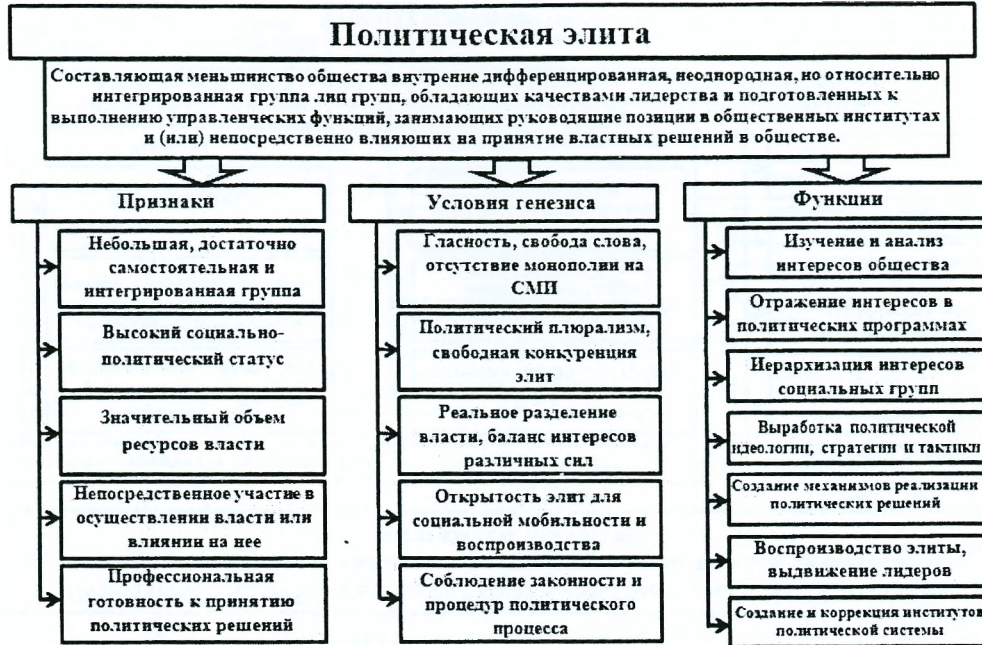 Политическая элита
Составляющая меньшинство общества внутренне дифференцированная, неоднородная, но относительно
интегрированная группа лиц групп, обладающих качествами лидерства и подготовленных к
выполнению управленческих функций, занимающих руководящие позиции в общественных институтах
и (или) непосредственно влияющих на принятие властных решений в обществе.
Признаки
Небольшая, достаточно
самостоятельная и
интегрированная группа
Высокий социально-
политический статус
Значительный объем
ресурсов власти
Непосредственное участие в
осуществлении власти или
влиянии на нее
Профессиональная
готовность к принятию
политических решений
Условия генезиса
Гласность, свобода слова,
отсутствие монополии на
СМИ
Политический плюрализм,
свободная конкуренция
элит
Реальное разделение
власти, баланс интересов
различных сил
Открытость элит для
социальной мобильности и
воспроизводства
Соблюдение законности и
процедур политического
процесса
Функции
Изучение и анализ
интересов общества
Отражение интересов в
политических программах
Иерархизация интересов
социальных групп
Выработка политической
идеологии, стратегии и тактики
Создание механизмов реализации
политических решений
Воспроизводство элиты,
выдвижение лидеров
Создание и коррекция институтов
политической системы